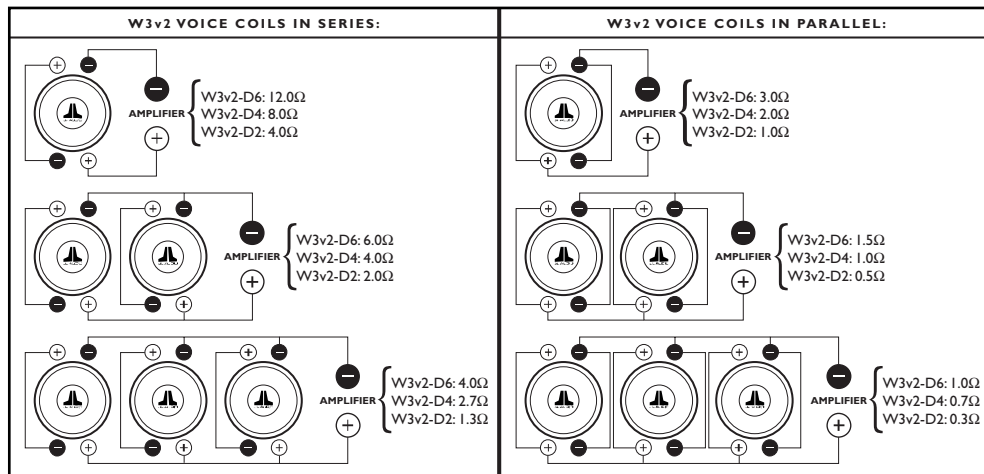 W3v2 VOICE COILS IN SERIES:
AMPLIFIER
W3v2-D6: 12.0Ω
W3v2-D4: 8.0Ω
W3v2-D2: 4.0Ω
AMPLIFIER
W3v2-D6: 6.0Ω
W3v2-D4: 4.0Ω
W3v2-D2: 2.0Ω
AMPLIFIER
W3v2-D6: 4.0Ω
W3v2-D4: 2.7Ω
W3v2-D2: 1.3Ω
W3v2 VOICE COILS IN PARALLEL:
AMPLIFIER
W3v2-D6: 3.0Ω
W3v2-D4: 2.0Ω
W3v2-D2: 1.0Ω
AMPLIFIER
W3v2-D6: 1.5Ω
W3v2-D4: 1.0Ω
W3v2-D2: 0.5Ω
AMPLIFIER
W3v2-D6: 1.0Ω
W3v2-D4: 0.7Ω
W3v2-D2: 0.3Ω